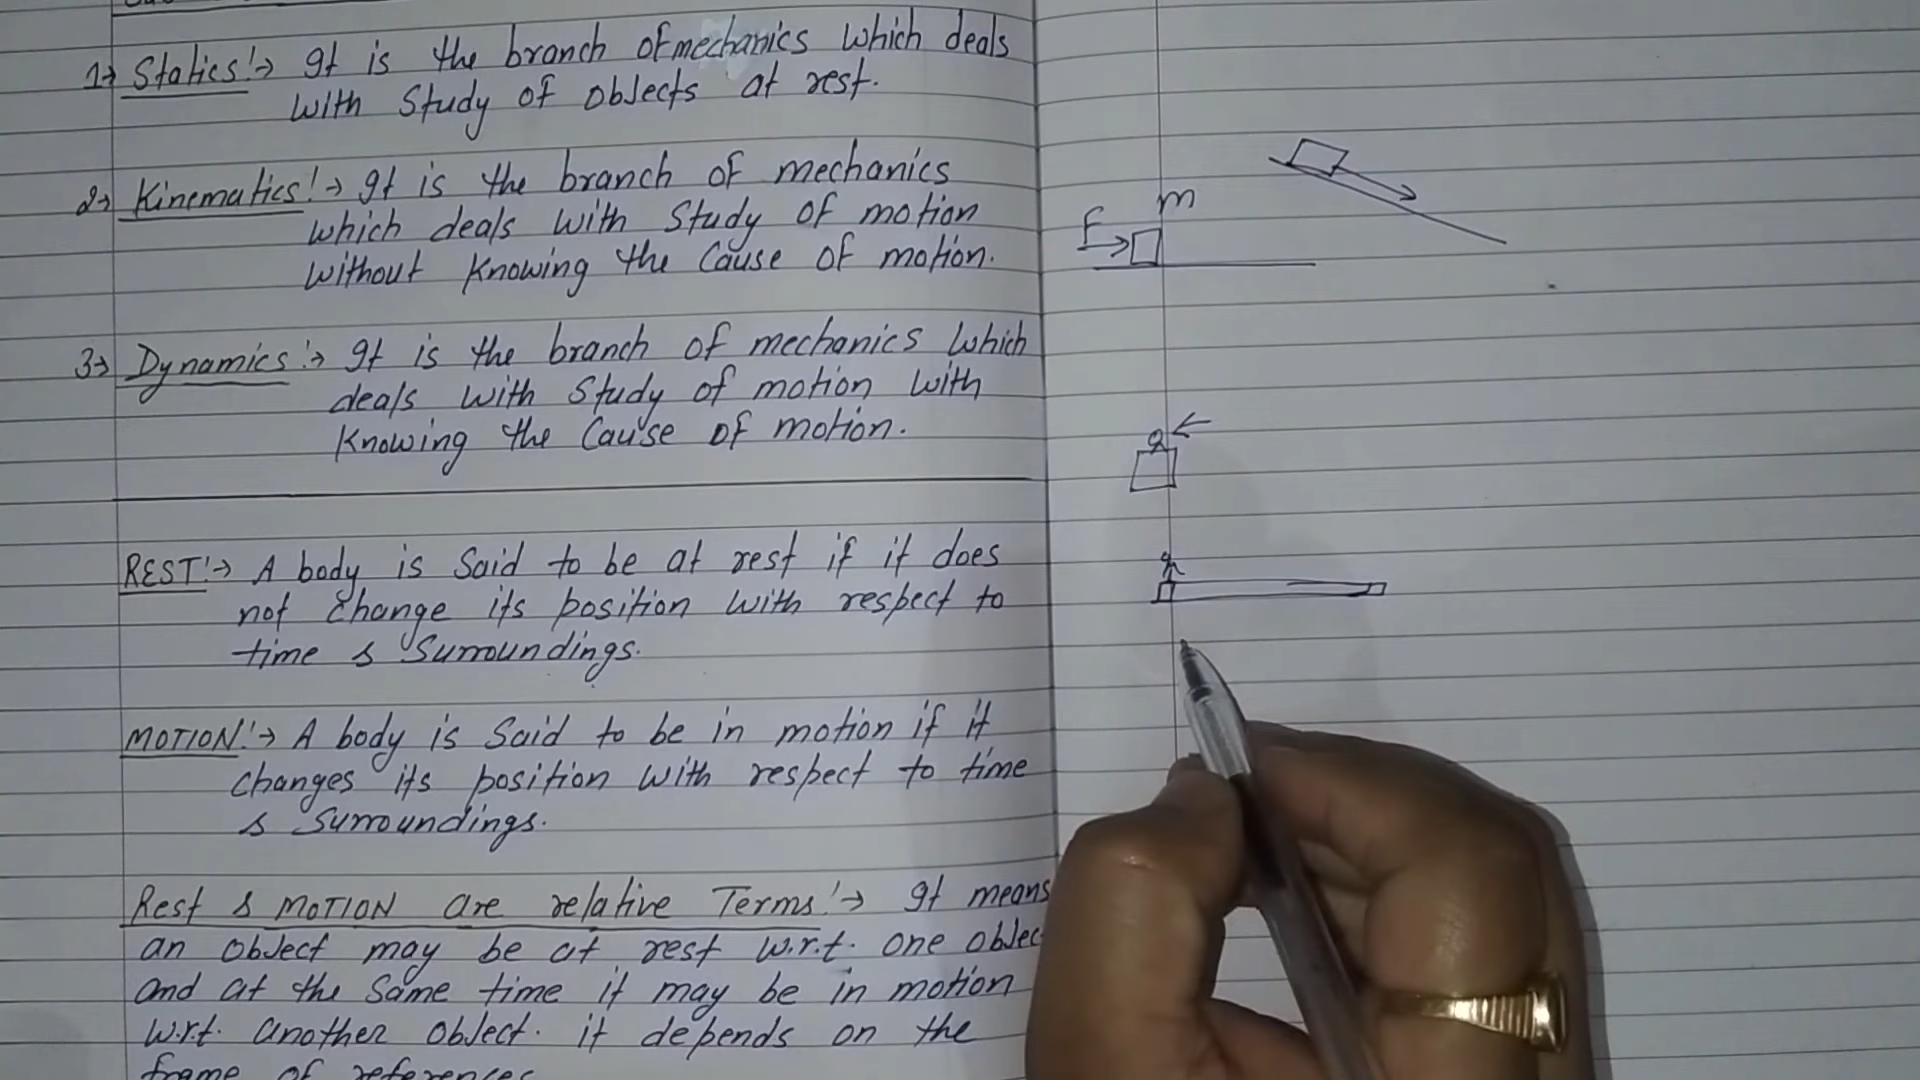 1→ Statics:→ It is the branch of mechanics which deals
with study of objects at rest.
2→ Kinematics:→ It is the branch of mechanics
which deals with study of motion
without knowing the cause of motion.
3→ Dynamics:→ It is the branch of mechanics which
deals with study of motion with
knowing the cause of motion.
REST:→ A body is said to be at rest if it does
not change its position with respect to
time & surroundings.
MOTION:→ A body is said to be in motion if it
changes its position with respect to time
& surroundings.
Rest & MOTION are relative Terms:→ It means
an object may be at rest w.r.t. one objec
and at the same time it may be in motion
w.r.t. another object. it depends on the
frame of references
F
m